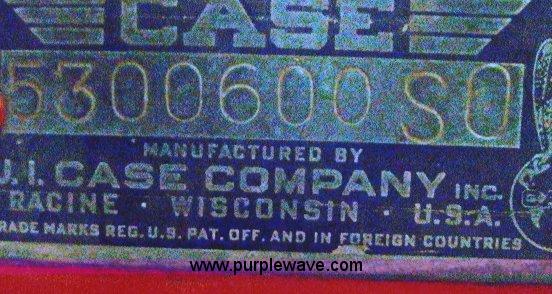 CASE
5300600 SO
MANUFACTURED BY
J.I. CASE COMPANY INC.
RACINE · WISCONSIN · U.S.A.
TRADE MARKS REG. U.S. PAT. OFF. AND IN FOREIGN COUNTRIES
www.purplewave.com